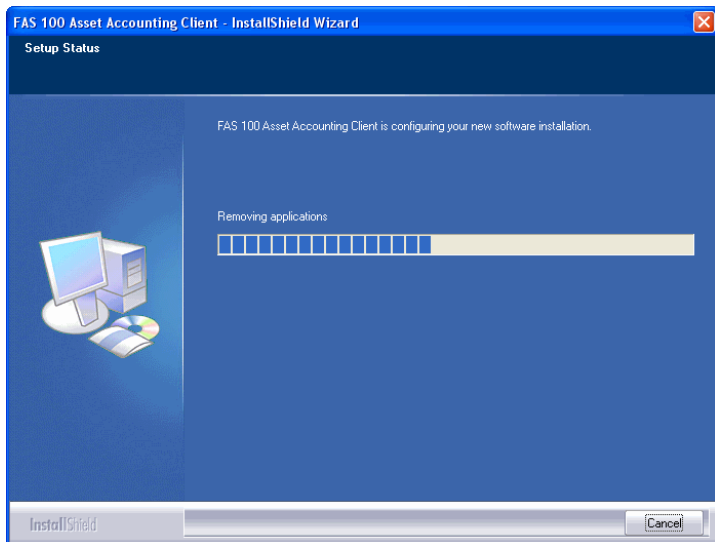 FAS 100 Asset Accounting Client - InstallShield Wizard
Setup Status
FAS 100 Asset Accounting Client is configuring your new software installation.
Removing applications
InstallShield
Cancel